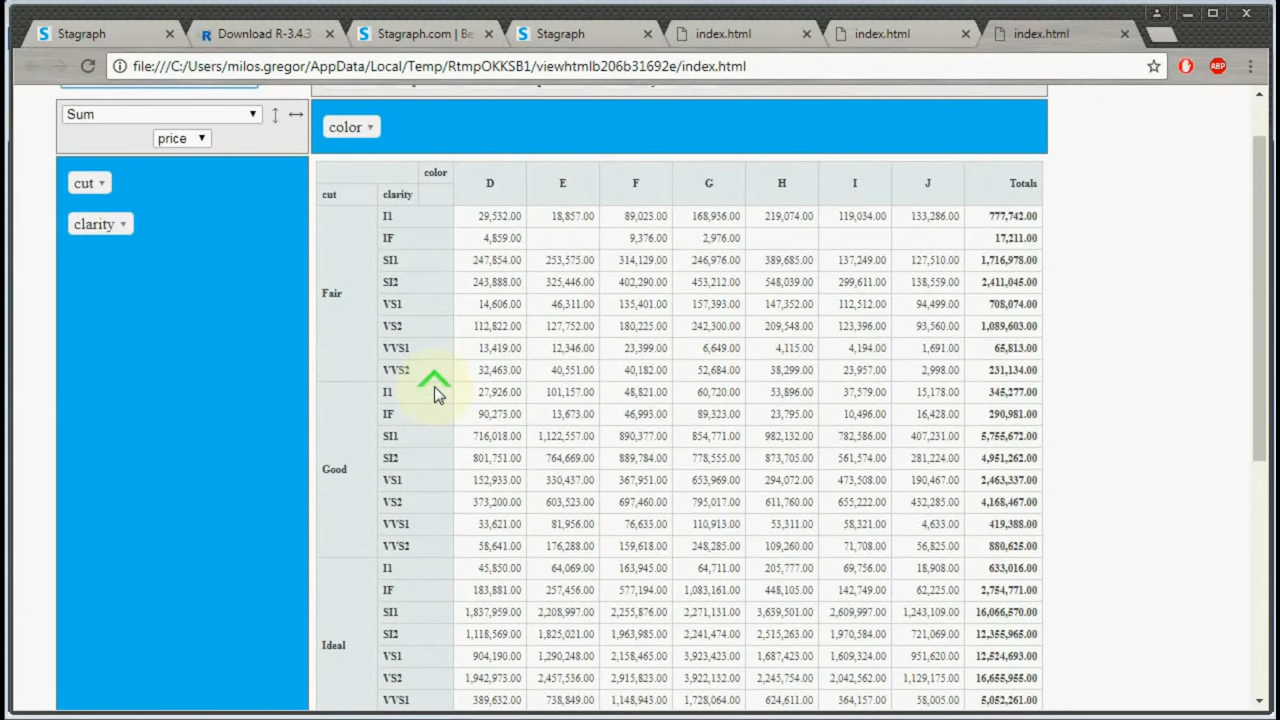 Stagraph
Download R-3.4.3
Stagraph.com | Be
Stagraph
index.html
index.html
index.html
file:///C:/Users/milos.gregor/AppData/Local/Temp/RtmpOKKSB1/viewhtmlb206b31692e/index.html
ABP
Sum
price
color
cut
clarity
color D E F G H I J Totals
cut clarity
Fair
I1 29,532.00 18,857.00 89,023.00 168,936.00 219,074.00 119,034.00 133,286.00 777,742.00
IF 4,859.00 9,376.00 2,976.00 17,211.00
SI1 247,854.00 253,575.00 314,129.00 246,976.00 389,685.00 137,249.00 127,510.00 1,716,978.00
SI2 243,888.00 325,446.00 402,290.00 453,212.00 548,039.00 299,611.00 138,559.00 2,411,045.00
VS1 14,606.00 46,311.00 135,401.00 157,393.00 147,352.00 112,512.00 94,499.00 708,074.00
VS2 112,822.00 127,752.00 180,225.00 242,300.00 209,548.00 123,396.00 93,560.00 1,089,603.00
VVS1 13,419.00 12,346.00 23,399.00 6,649.00 4,115.00 4,194.00 1,691.00 65,813.00
VVS2 32,463.00 40,551.00 40,182.00 52,684.00 38,299.00 23,957.00 2,998.00 231,134.00
Good
I1 27,926.00 101,157.00 48,821.00 60,720.00 53,896.00 37,579.00 15,178.00 345,277.00
IF 90,273.00 13,673.00 46,993.00 89,323.00 23,795.00 10,496.00 16,428.00 290,981.00
SI1 716,018.00 1,122,557.00 890,377.00 854,771.00 982,132.00 782,586.00 407,231.00 5,755,672.00
SI2 801,751.00 764,669.00 889,784.00 778,555.00 873,705.00 561,574.00 281,224.00 4,951,262.00
VS1 152,933.00 330,437.00 367,951.00 653,969.00 294,072.00 473,508.00 190,467.00 2,463,337.00
VS2 373,200.00 603,523.00 697,460.00 795,017.00 611,760.00 655,222.00 432,285.00 4,168,467.00
VVS1 33,621.00 81,956.00 76,633.00 110,913.00 53,311.00 58,321.00 4,633.00 419,388.00
VVS2 58,641.00 176,288.00 159,618.00 248,285.00 109,260.00 71,708.00 56,825.00 880,625.00
Ideal
I1 45,850.00 64,069.00 163,945.00 64,711.00 205,777.00 69,756.00 18,908.00 633,016.00
IF 183,881.00 257,456.00 577,194.00 1,083,161.00 448,105.00 142,749.00 62,225.00 2,754,771.00
SI1 1,837,959.00 2,208,997.00 2,255,876.00 2,271,131.00 3,639,501.00 2,609,997.00 1,243,109.00 16,066,570.00
SI2 1,118,569.00 1,825,021.00 1,963,985.00 2,241,474.00 2,515,263.00 1,970,584.00 721,069.00 12,355,965.00
VS1 904,190.00 1,290,248.00 2,158,465.00 3,923,423.00 1,687,423.00 1,609,324.00 951,620.00 12,524,693.00
VS2 1,942,973.00 2,457,536.00 2,915,823.00 3,922,132.00 2,245,754.00 2,042,562.00 1,129,175.00 16,655,955.00
VVS1 389,632.00 738,849.00 1,148,943.00 1,728,064.00 624,611.00 364,157.00 58,005.00 5,052,261.00